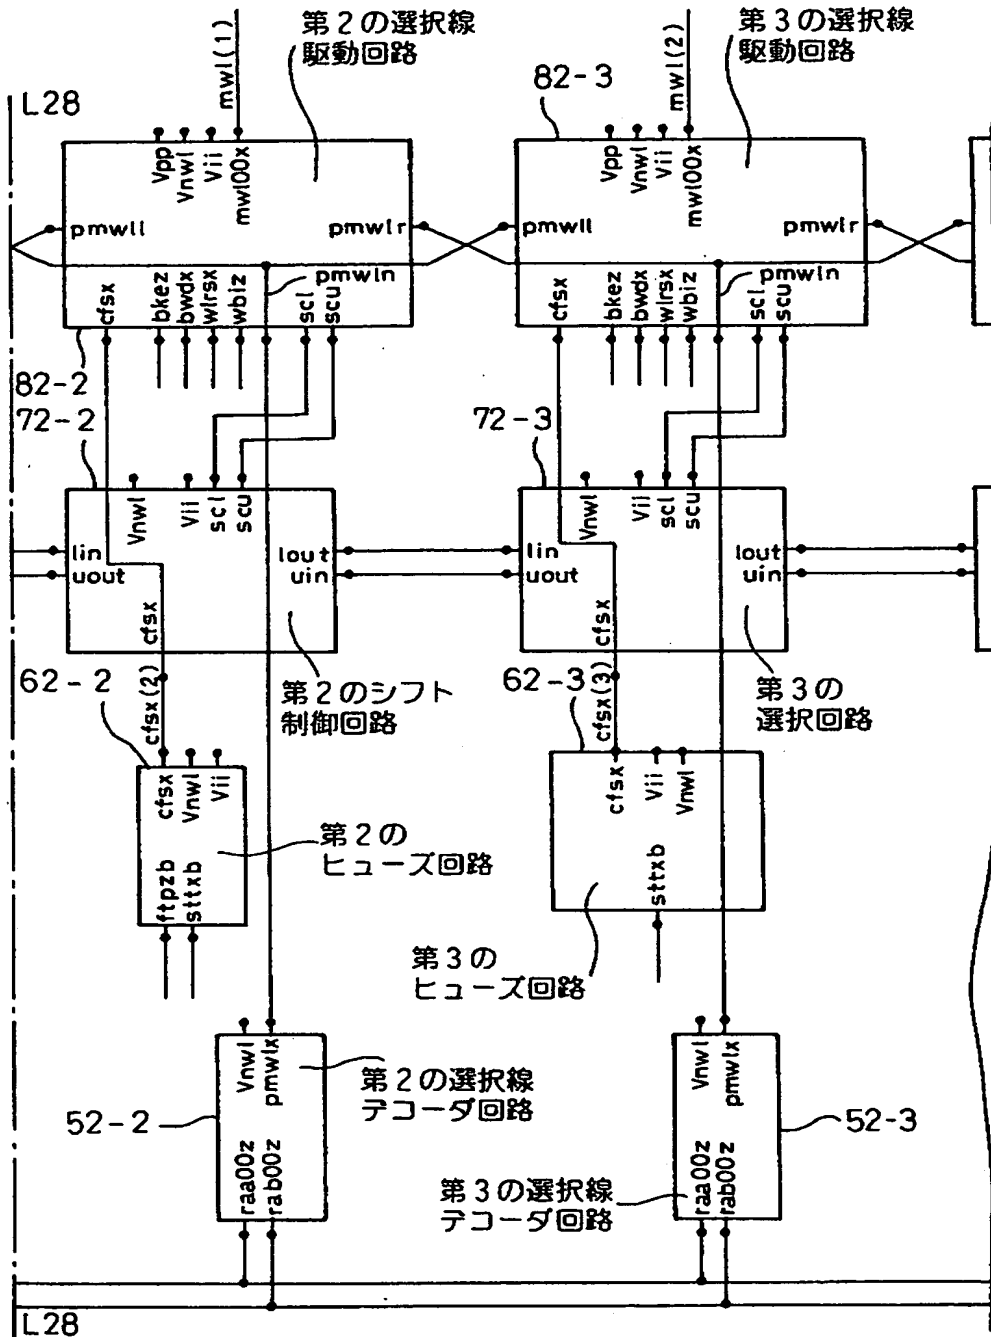 第2の選択線
駆動回路
第3の選択線
駆動回路
mwl(1)
mwl(2)
82-3
L28
Vpp
Vnwl
Vii
mwl00x
Vpp
Vnwl
Vii
mwl00x
pmwll
pmwlr
pmwll
pmwlr
pmwln
pmwln
cfsx
bkez
bwdx
wlrsx
wbiz
scl
scu
cfsx
bkez
bwdx
wlrsx
wbiz
scl
scu
82-2
72-2
72-3
Vnwl
Vii
scl
scu
Vnwl
Vii
scl
scu
lin
uout
lout
uin
lin
uout
lout
uin
cfsx
cfsx
62-2
cfsx(2)
第2のシフト
制御回路
62-3
cfsx(3)
第3の
選択回路
cfsx
Vnwl
Vii
cfsx
Vii
Vnwl
第2の
ヒューズ回路
ftpzb
sttxb
sttxb
第3の
ヒューズ回路
Vnwl
pmwlx
Vnwl
pmwlx
第2の選択線
デコーダ回路
52-2
52-3
raa00z
rab00z
第3の選択線
デコーダ回路
raa00z
rab00z
L28